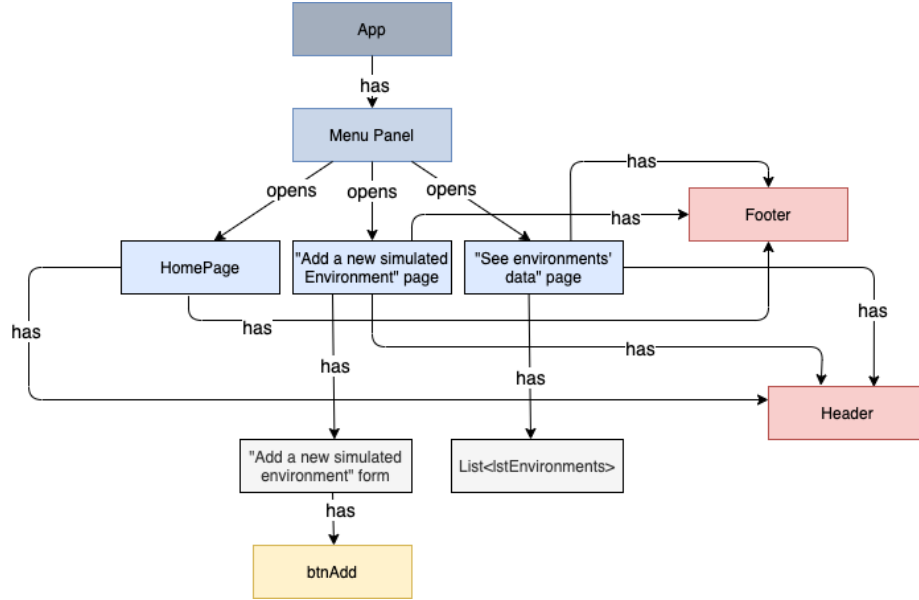 App
has
Menu Panel
opens
opens
opens
has
has
Footer
HomePage
"Add a new simulated
Environment" page
"See environments'
data" page
has
has
has
has
has
has
Header
"Add a new simulated
environment" form
List<lstEnvironments>
has
btnAdd